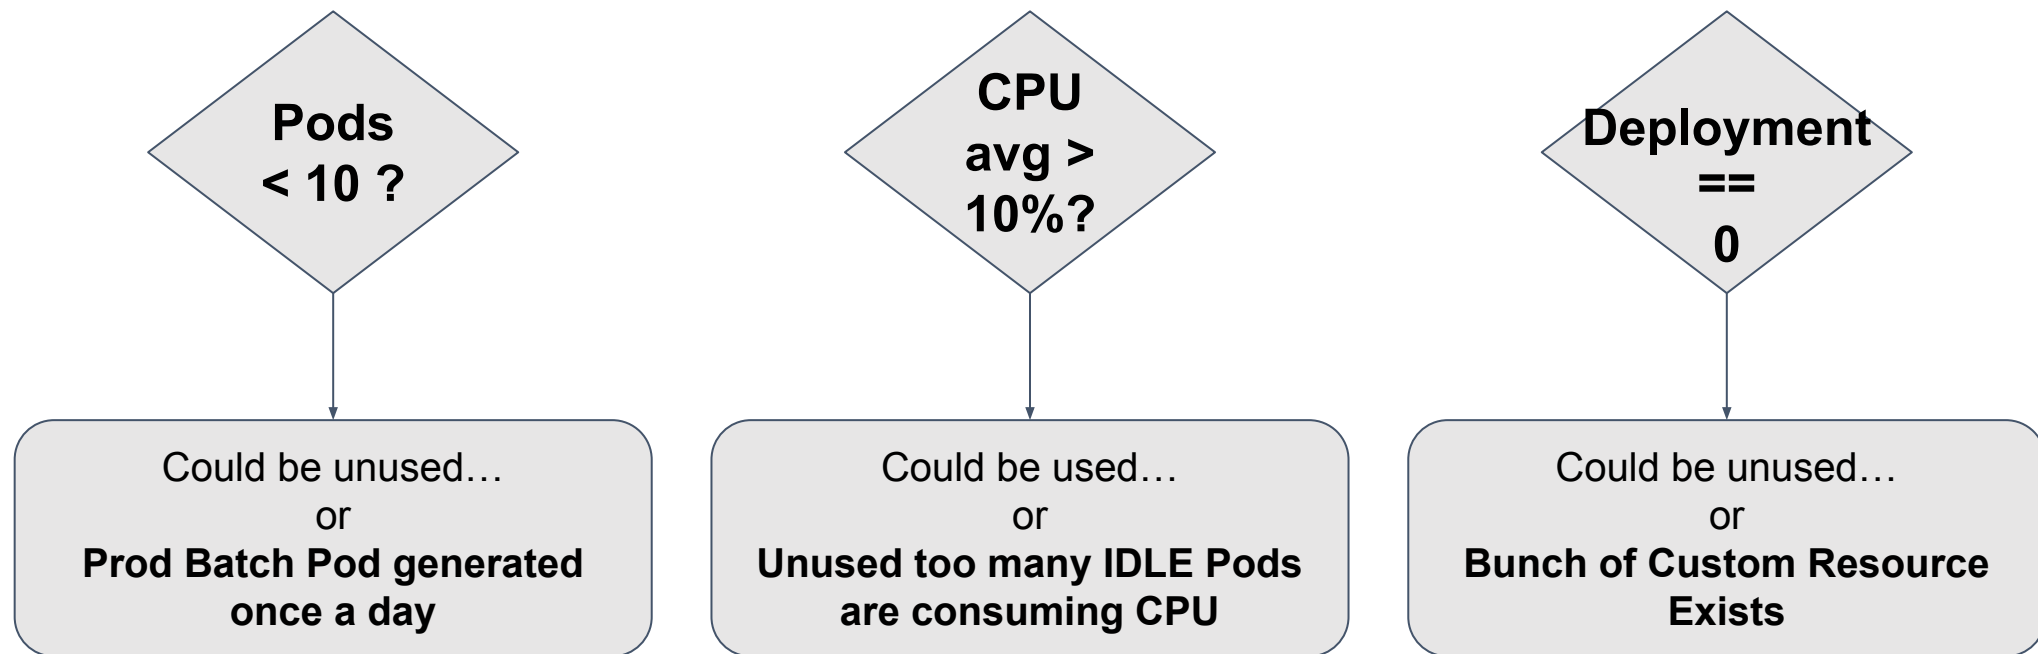 Pods
< 10 ?
CPU
avg >
10%?
Deployment
==
0
Could be unused…
or
Prod Batch Pod generated
once a day
Could be used…
or
Unused too many IDLE Pods
are consuming CPU
Could be unused…
or
Bunch of Custom Resource
Exists